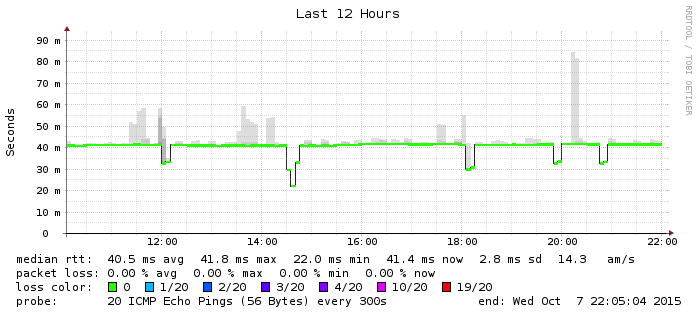 Last 12 Hours
RRDTOOL / TOBI OETIKER
Seconds
90 m
80 m
70 m
60 m
50 m
40 m
30 m
20 m
10 m
0
12:00 14:00 16:00 18:00 20:00 22:00
median rtt: 40.5 ms avg 41.8 ms max 22.0 ms min 41.4 ms now 2.8 ms sd 14.3 am/s
packet loss: 0.00 % avg 0.00 % max 0.00 % min 0.00 % now
loss color: 0 1/20 2/20 3/20 4/20 10/20 19/20
probe: 20 ICMP Echo Pings (56 Bytes) every 300s end: Wed Oct 7 22:05:04 2015